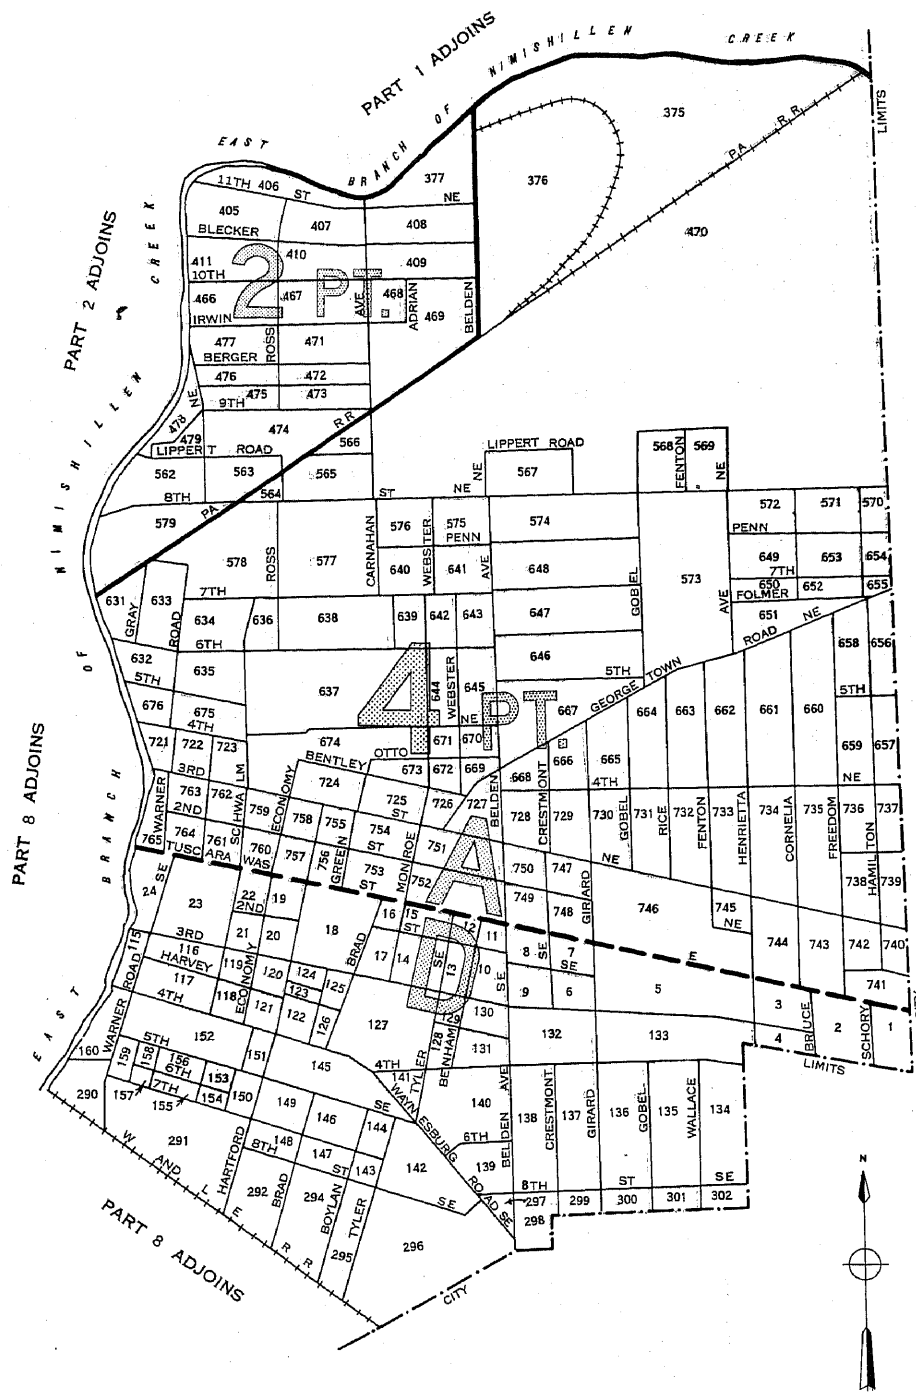 PART 1 ADJOINS
EAST BRANCH OF NIMISHILLEN CREEK
LIMITS
375
PA RR
376
377
11TH 406 ST NE
405
407
408
BLECKER
410
409
411
10TH
2 PT.
466
467
AVE
468
ADRIAN
469
BELDEN
470
IRWIN
ROSS
477
471
BERGER
476
472
475
473
9TH
NE
478
479
474
RR
566
LIPPERT ROAD
562
563
565
564
8TH
ST NE
PA
LIPPERT ROAD
NE
567
568
FENTON
569
NE
PART 2 ADJOINS
NIMISHILLEN CREEK
579
578
ROSS
577
CARNAHAN
576
WEBSTER
575
PENN
574
640
641
AVE
648
GOBEL
573
AVE
572
571
570
PENN
649
653
654
7TH
650
652
655
FOLMER
651
631
GRAY
633
ROAD
7TH
634
636
638
639
642
643
647
6TH
632
635
646
5TH
GEORGE TOWN ROAD NE
658
656
5TH
637
4 PT.
644
WEBSTER
645
NE
676
675
4TH
667
664
663
662
661
660
721
722
723
674
OTTO
671
670
BENTLEY
673
672
669
668
CRESTMONT
666
665
4TH
659
657
NE
3RD
WARNER
763
762
SCHWALM
759
ECONOMY
724
725
ST
726
727
BELDEN
728
729
730
GOBEL
731
RICE
732
FENTON
733
HENRIETTA
734
CORNELIA
735
FREEDOM
736
737
2ND
758
755
754
ST
MONROE
751
765
764
761
760
757
756
GREEN
753
752
750
747
NE
738
HAMILTON
739
TUSCARAWAS ST E
AD
749
748
GIRARD
746
745
NE
744
743
742
740
741
PART 8 ADJOINS
EAST BRANCH OF
24
SE
23
22
19
2ND
21
20
18
BRAD
16
15
ST
12
11
17
14
SE
13
10
SE
8
SE
7
SE
9
6
5
3
4
BRUCE
2
SCHORY
1
LIMITS
115
WARNER ROAD
3RD
116
HARVEY
117
119
118
ECONOMY
120
124
123
125
121
122
126
4TH
127
128
129
130
BENHAM
131
132
133
TYLER
152
5TH
151
145
160
159
158
156
6TH
153
7TH
154
150
157
155
4TH
141
WAYNESBURG ROAD SE
140
BELDEN AVE
138
CRESTMONT
137
GIRARD
136
GOBEL
135
WALLACE
134
6TH
139
290
291
149
146
SE
144
148
147
143
142
8TH ST SE
HARTFORD
292
BRAD
294
BOYLAN
295
TYLER
296
8TH ST SE
297
299
300
301
302
298
W AND L E RR
PART 8 ADJOINS
CITY
N